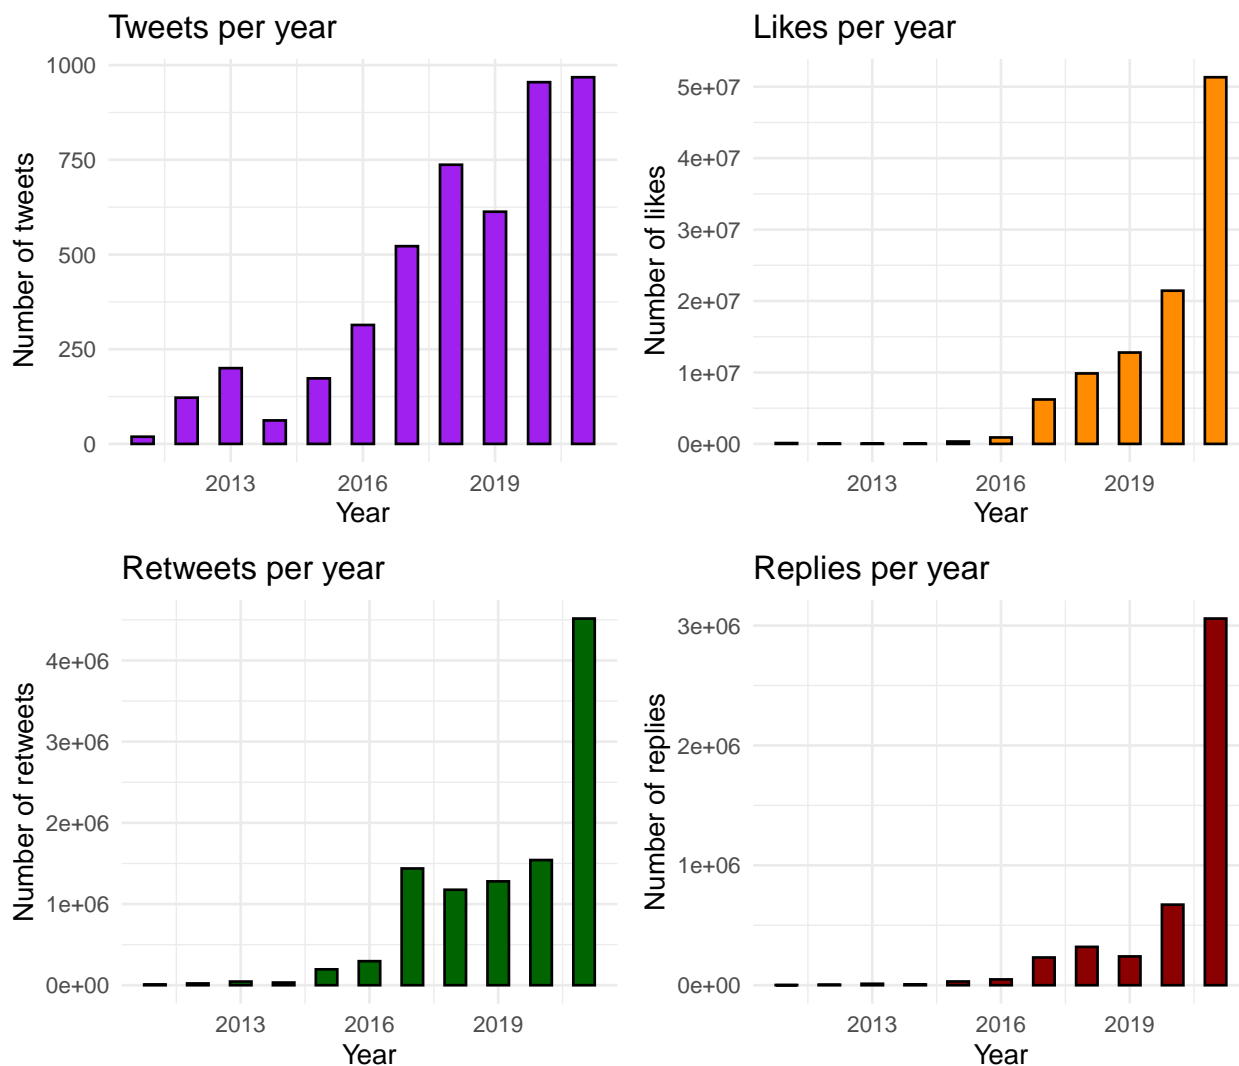 Tweets per year
Number of tweets
1000
750
500
250
0
2013 2016 2019
Year
Likes per year
Number of likes
5e+07
4e+07
3e+07
2e+07
1e+07
0e+00
2013 2016 2019
Year
Retweets per year
Number of retweets
4e+06
3e+06
2e+06
1e+06
0e+00
2013 2016 2019
Year
Replies per year
Number of replies
3e+06
2e+06
1e+06
0e+00
2013 2016 2019
Year